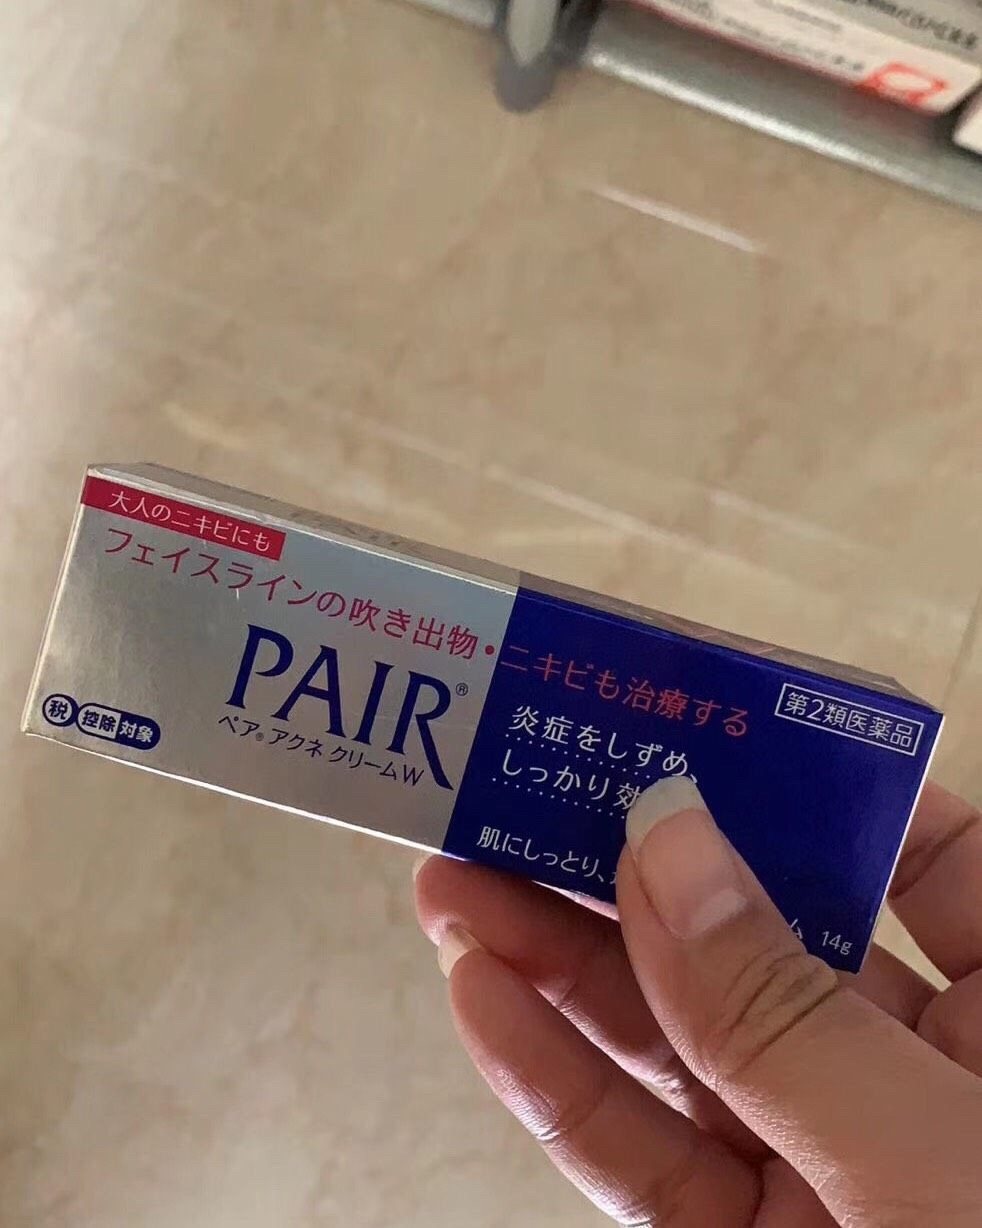 大人のニキビにも
フェイスラインの吹き出物・ニキビも治療する
PAIR®
ペア®アクネ クリームW
税 控除 対象
第2類医薬品
炎症をしずめ、
しっかり効
肌にしっとり、
ム 14g